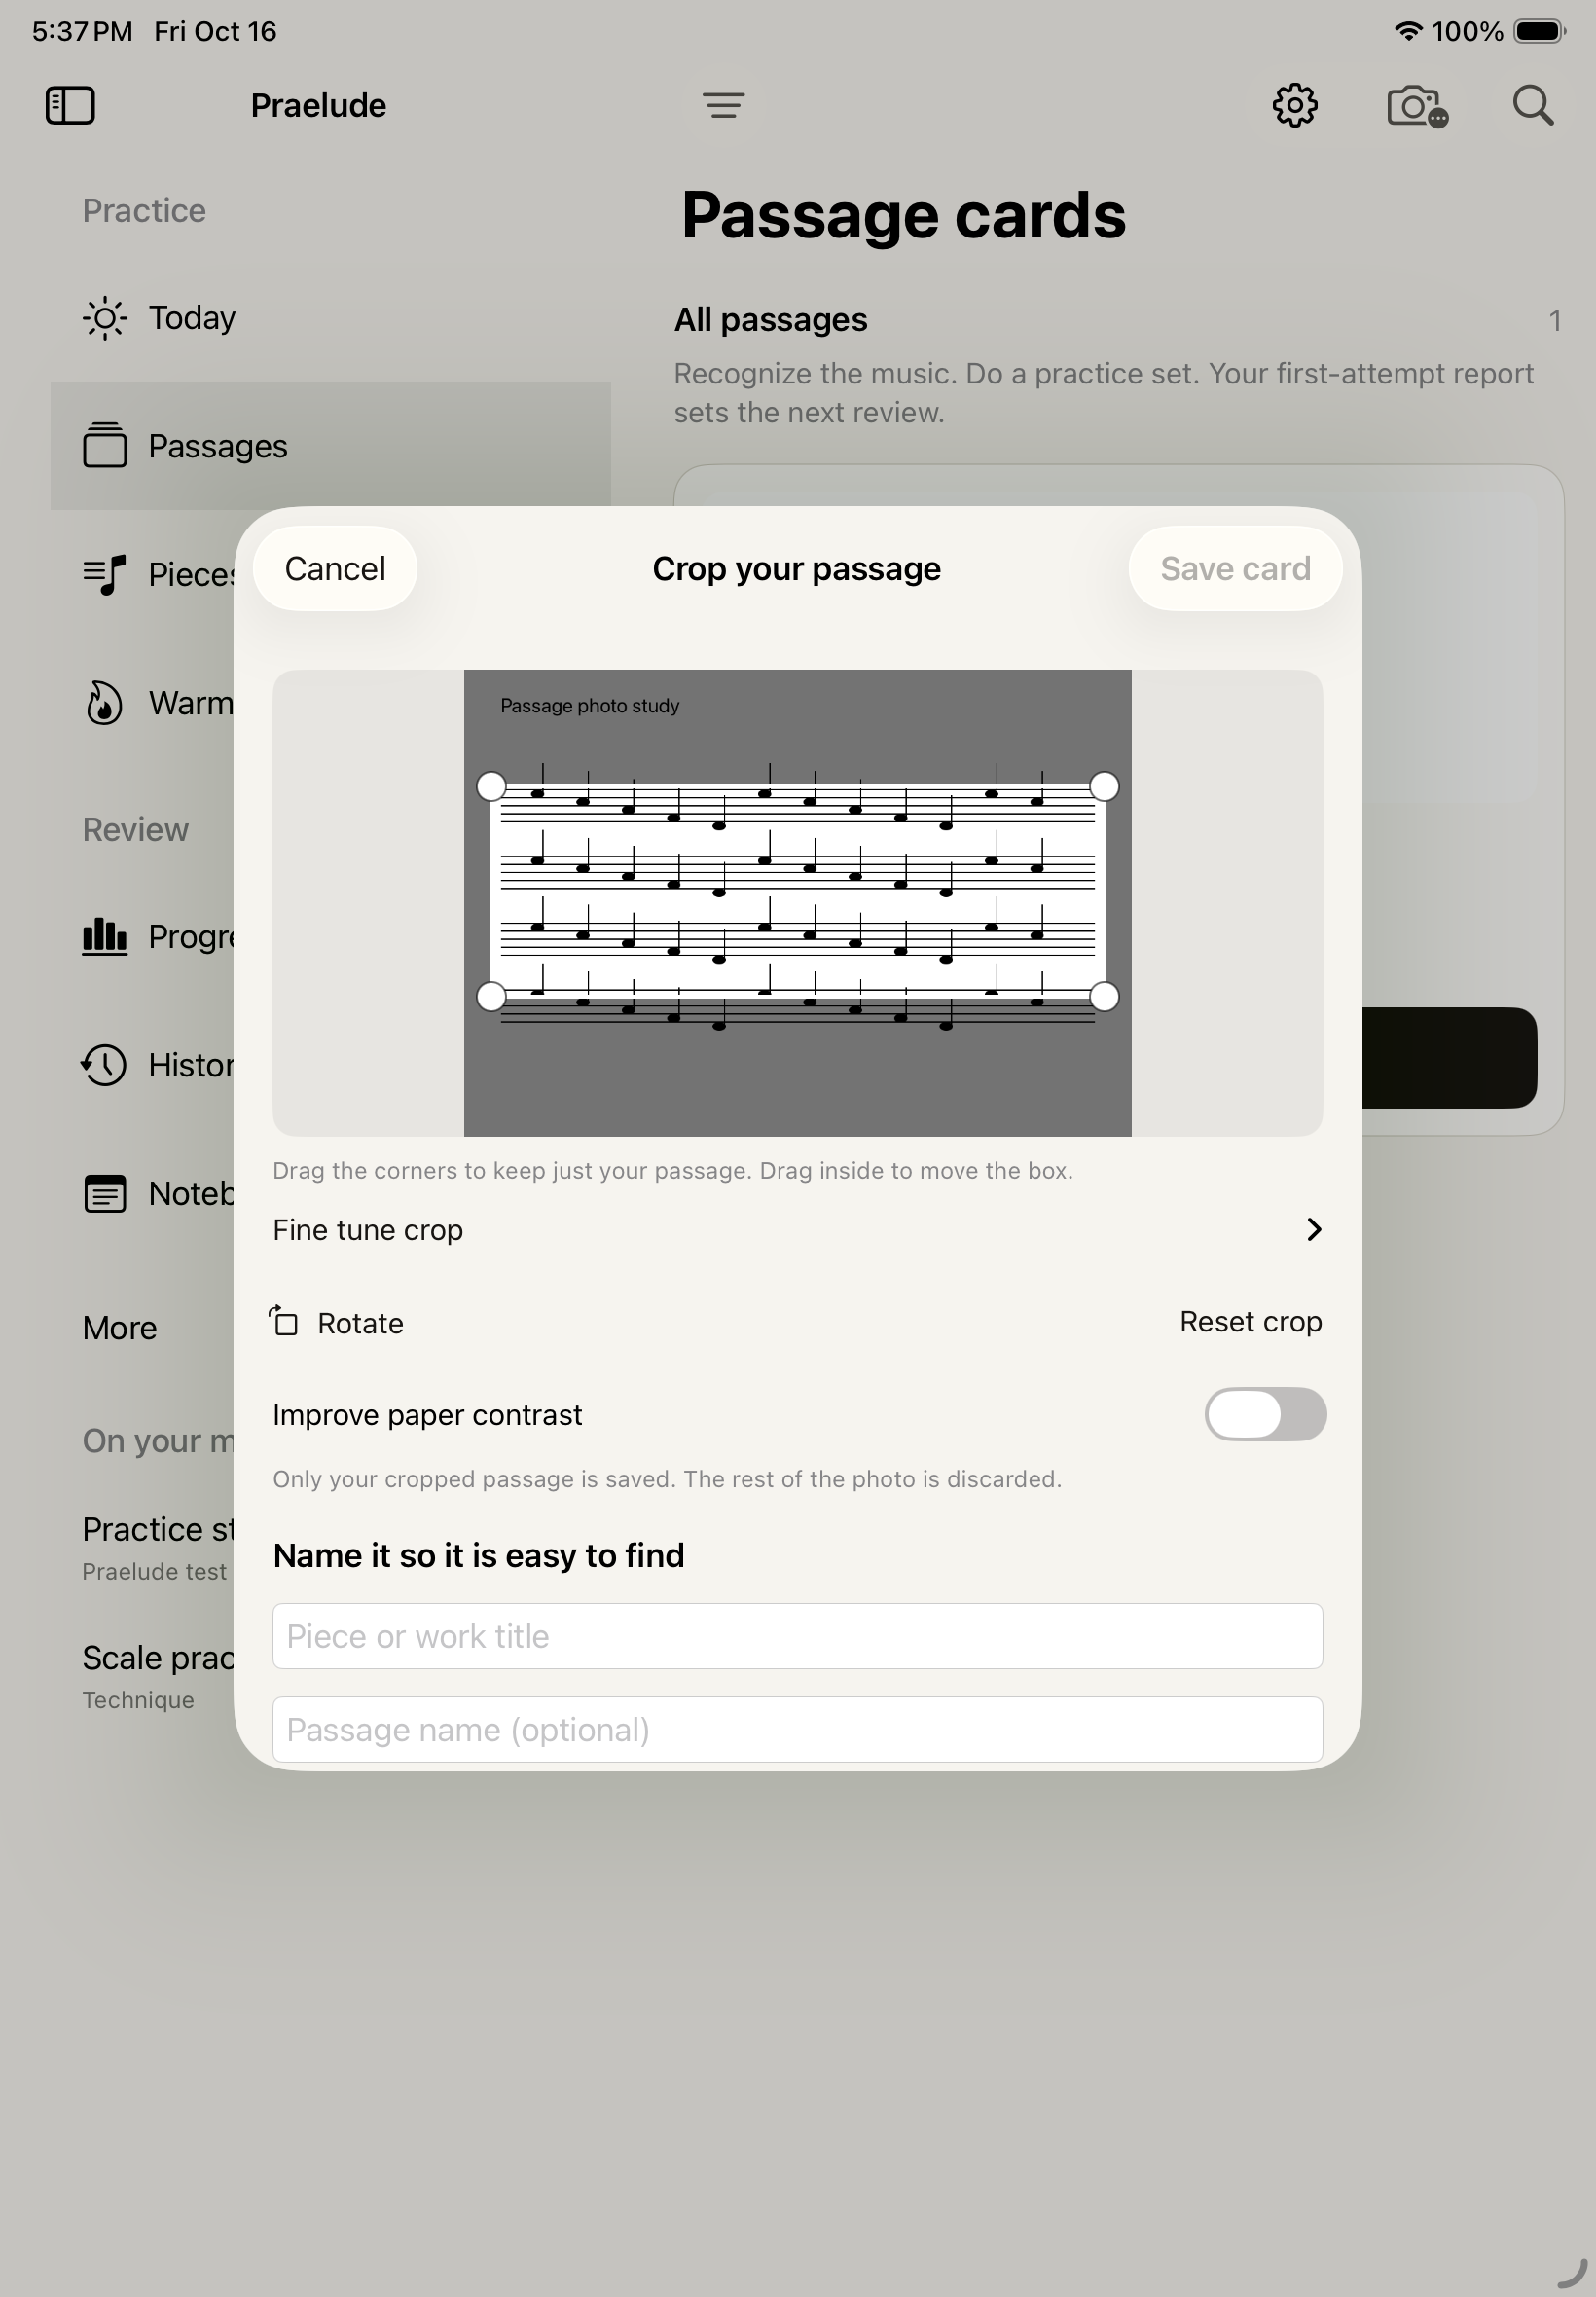 5:37 PM Fri Oct 16
100%
Praelude
Practice
Today
Passages
Pieces
Warm
Review
Progre
Histor
Noteb
More
On your m
Practice st
Praelude test
Scale prac
Technique
Passage cards
All passages
1
Recognize the music. Do a practice set. Your first-attempt report
sets the next review.
Cancel
Crop your passage
Save card
Passage photo study
Drag the corners to keep just your passage. Drag inside to move the box.
Fine tune crop
Rotate
Reset crop
Improve paper contrast
Only your cropped passage is saved. The rest of the photo is discarded.
Name it so it is easy to find
Piece or work title
Passage name (optional)